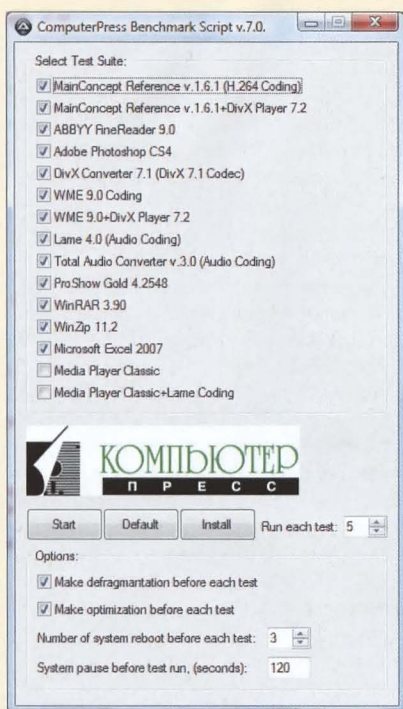 ComputerPress Benchmark Script v.7.0.
Select Test Suite:
MainConcept Reference v.1.6.1 (H.264 Coding)
MainConcept Reference v.1.6.1+DivX Player 7.2
ABBYY FineReader 9.0
Adobe Photoshop CS4
DivX Converter 7.1 (DivX 7.1 Codec)
WME 9.0 Coding
WME 9.0+DivX Player 7.2
Lame 4.0 (Audio Coding)
Total Audio Converter v.3.0 (Audio Coding)
ProShow Gold 4.2548
WinRAR 3.90
WinZip 11.2
Microsoft Excel 2007
Media Player Classic
Media Player Classic+Lame Coding
КОМПЬЮТЕР
ПРЕСС
Start Default Install Run each test: 5
Options:
Make defragmantation before each test
Make optimization before each test
Number of system reboot before each test: 3
System pause before test run, (seconds): 120